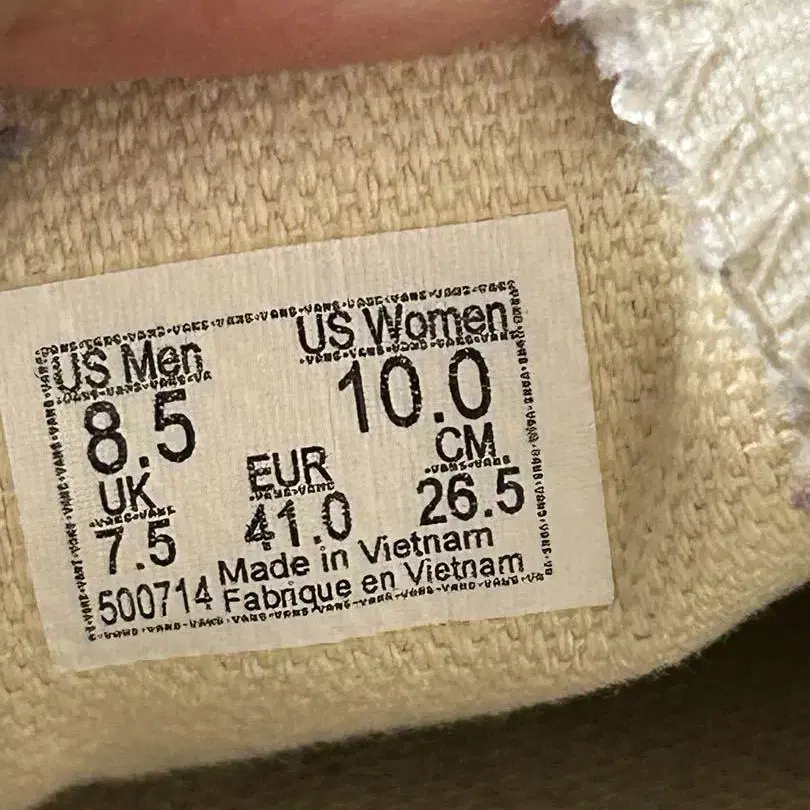 US Men US Women
8.5 10.0
UK EUR CM
7.5 41.0 26.5
Made in Vietnam
500714 Fabrique en Vietnam